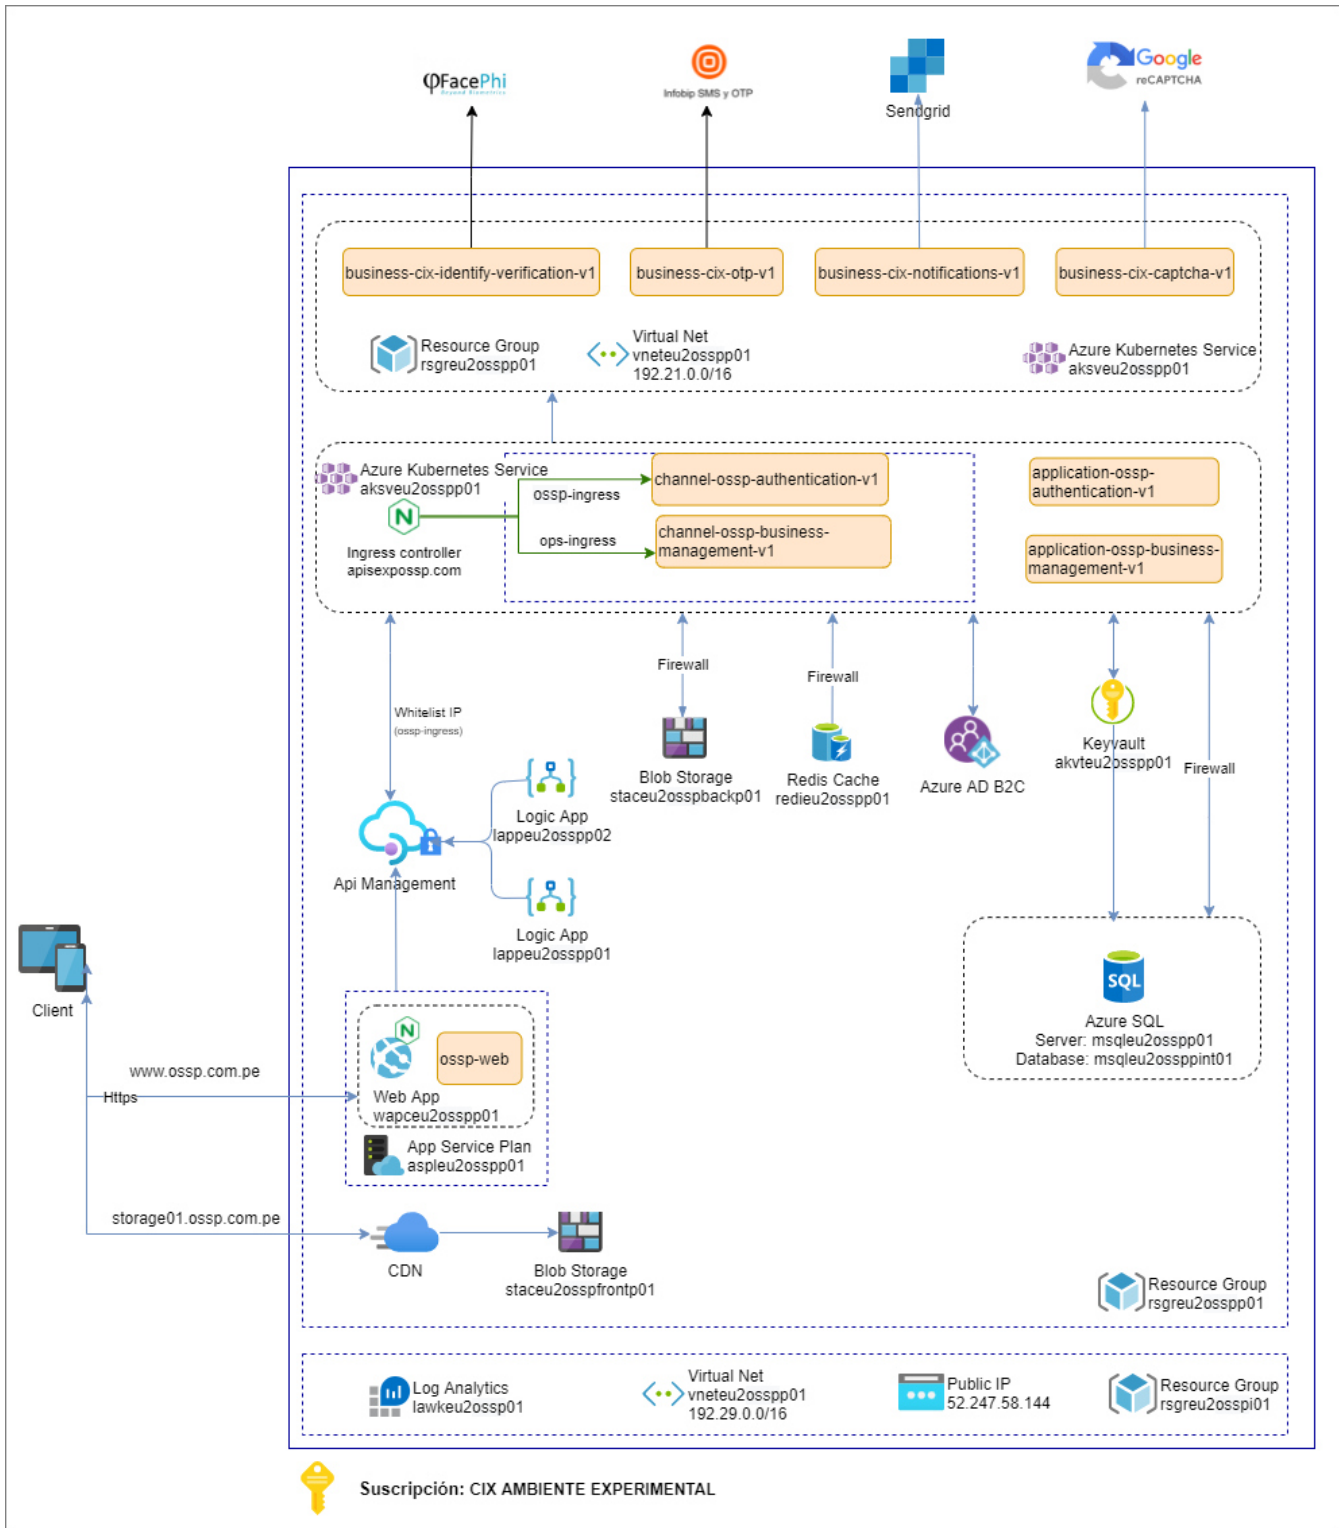 φFacePhi
Beyond Biometrics
Infobip SMS y OTP
Sendgrid
Google
reCAPTCHA
business-cix-identify-verification-v1
business-cix-otp-v1
business-cix-notifications-v1
business-cix-captcha-v1
Resource Group
rsgreu2osspp01
Virtual Net
vneteu2osspp01
192.21.0.0/16
Azure Kubernetes Service
aksveu2osspp01
Azure Kubernetes Service
aksveu2osspp01
ossp-ingress
channel-ossp-authentication-v1
application-ossp-
authentication-v1
N
Ingress controller
apisexpossp.com
ops-ingress
channel-ossp-business-
management-v1
application-ossp-business-
management-v1
Whitelist IP
(ossp-ingress)
Firewall
Firewall
Firewall
Blob Storage
staceu2osspbackp01
Redis Cache
redieu2osspp01
Azure AD B2C
Keyvault
akvteu2osspp01
Logic App
lappeu2osspp02
Api Management
Logic App
lappeu2osspp01
Client
SQL
Azure SQL
Server: msqleu2osspp01
Database: msqleu2ossppint01
N
ossp-web
Web App
wapceu2osspp01
www.ossp.com.pe
Https
App Service Plan
aspleu2osspp01
storage01.ossp.com.pe
CDN
Blob Storage
staceu2osspfrontp01
Resource Group
rsgreu2osspp01
Log Analytics
lawkeu2ossp01
Virtual Net
vneteu2osspp01
192.29.0.0/16
Public IP
52.247.58.144
Resource Group
rsgreu2osspi01
Suscripción: CIX AMBIENTE EXPERIMENTAL